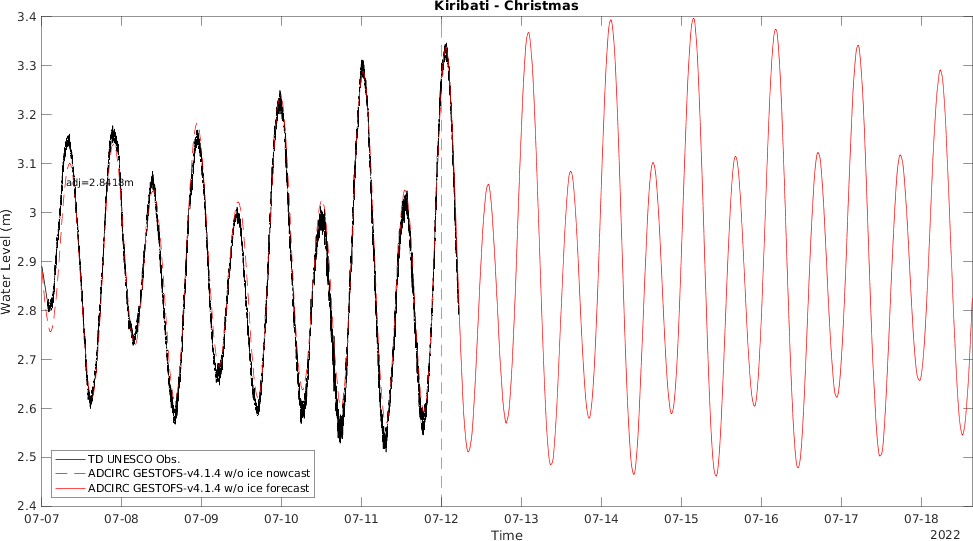 Kiribati - Christmas
3.4
3.3
3.2
3.1
3
2.9
2.8
2.7
2.6
2.5
2.4
Water Level (m)
adj=2.8418m
TD UNESCO Obs.
ADCIRC GESTOFS-v4.1.4 w/o ice nowcast
ADCIRC GESTOFS-v4.1.4 w/o ice forecast
07-07 07-08 07-09 07-10 07-11 07-12 07-13 07-14 07-15 07-16 07-17 07-18
Time
2022